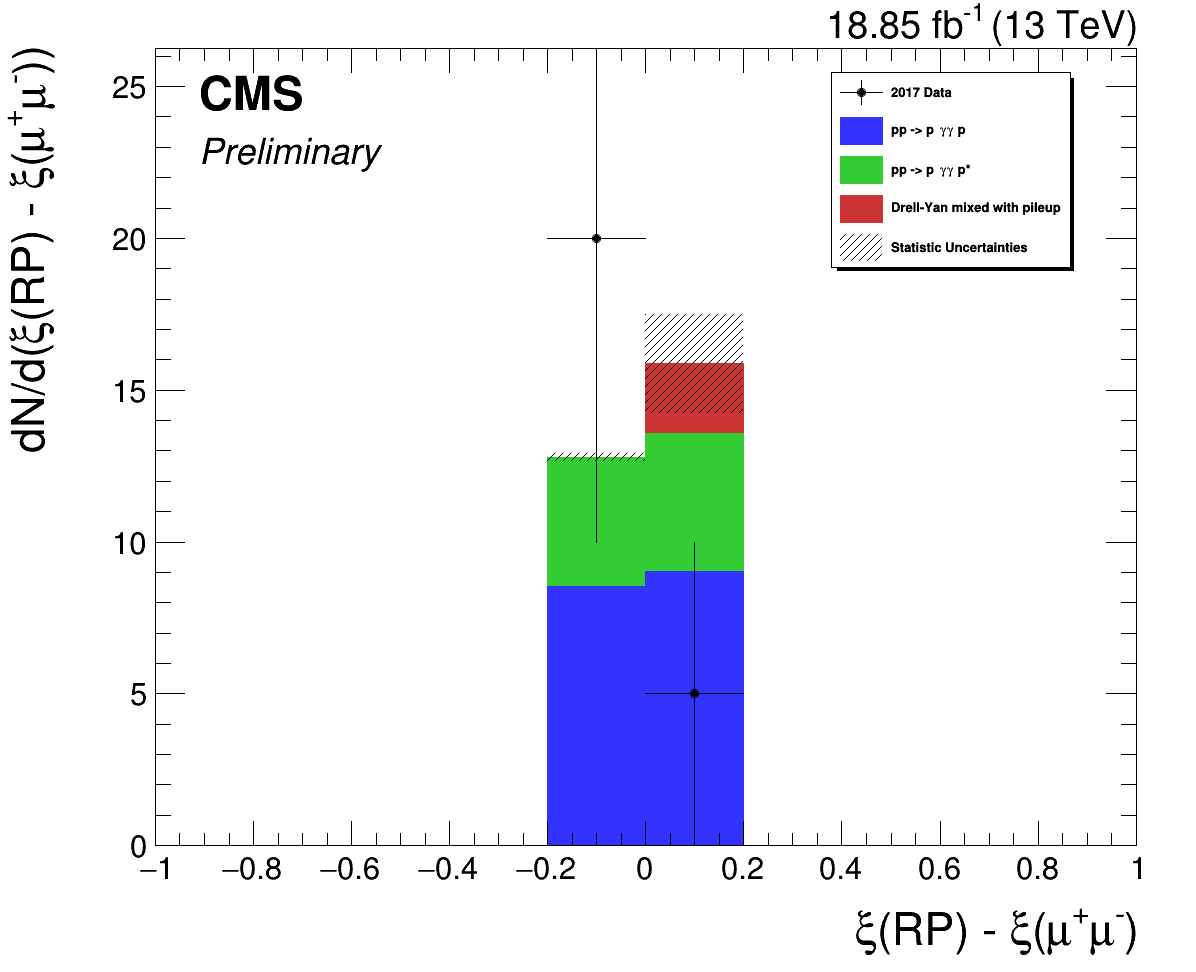 18.85 fb⁻¹ (13 TeV)
CMS
Preliminary
2017 Data
pp -> p γγ p
pp -> p γγ p*
Drell-Yan mixed with pileup
Statistic Uncertainties
dN/d(ξ(RP) - ξ(μ⁺μ⁻))
25
20
15
10
5
0
−1 −0.8 −0.6 −0.4 −0.2 0 0.2 0.4 0.6 0.8 1
ξ(RP) - ξ(μ⁺μ⁻)